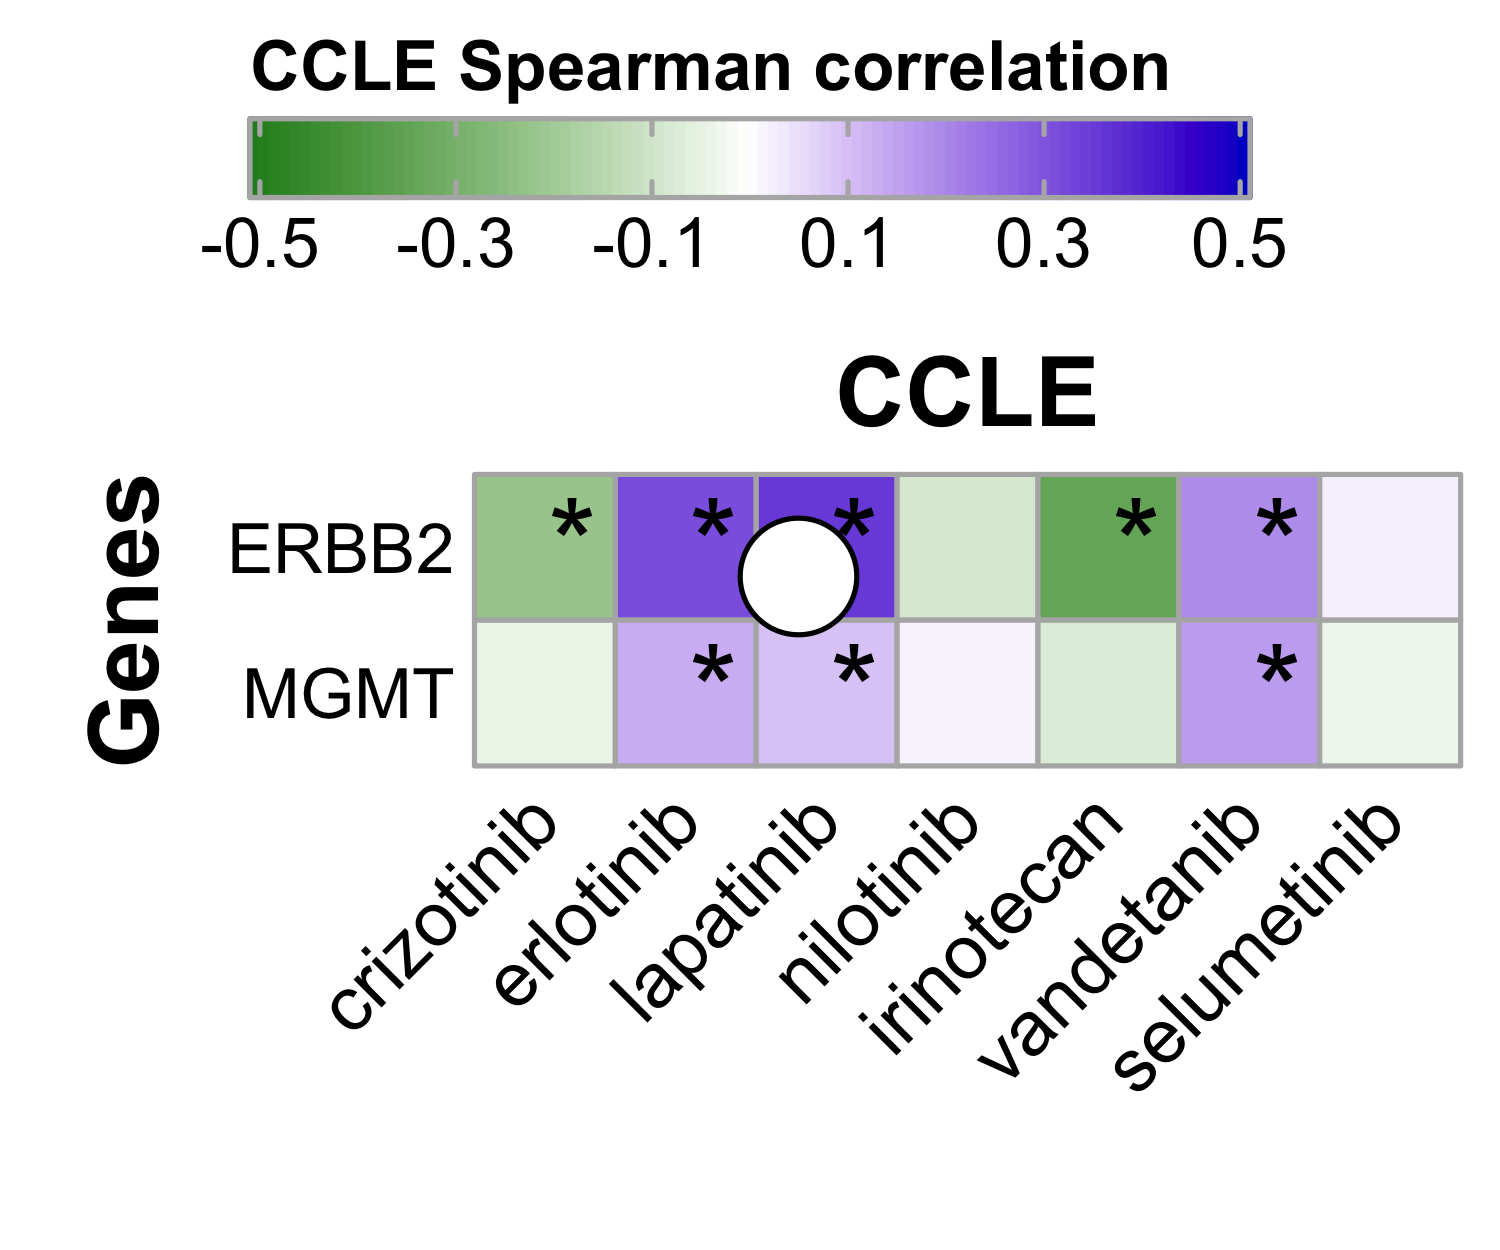 CCLE Spearman correlation
-0.5 -0.3 -0.1 0.1 0.3 0.5
CCLE
Genes
ERBB2 * * * * *
MGMT * * *
crizotinib erlotinib lapatinib nilotinib irinotecan vandetanib selumetinib